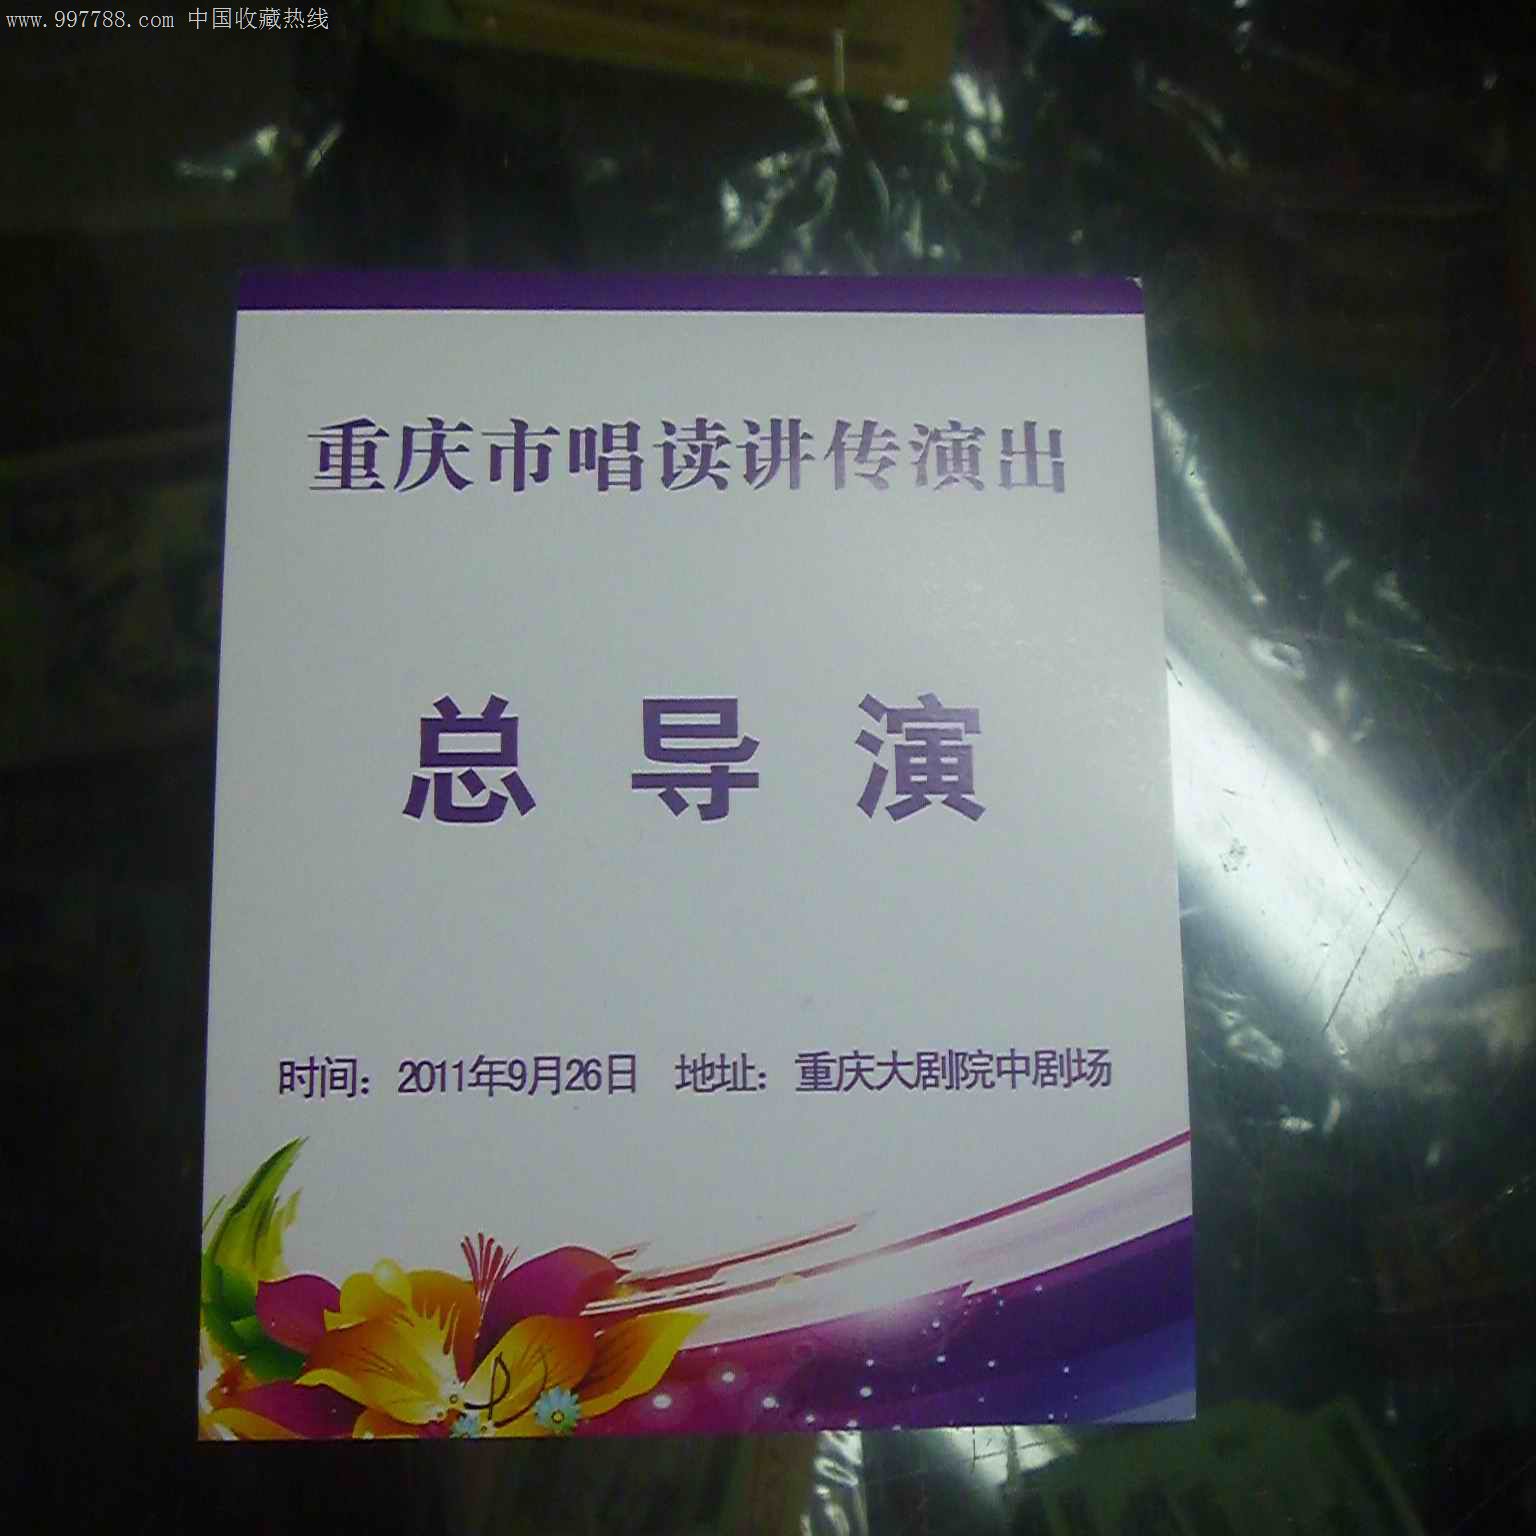 www.997788.com 中国收藏热线
重庆市唱读讲传演出
总导演
时间：2011年9月26日 地址：重庆大剧院中剧场